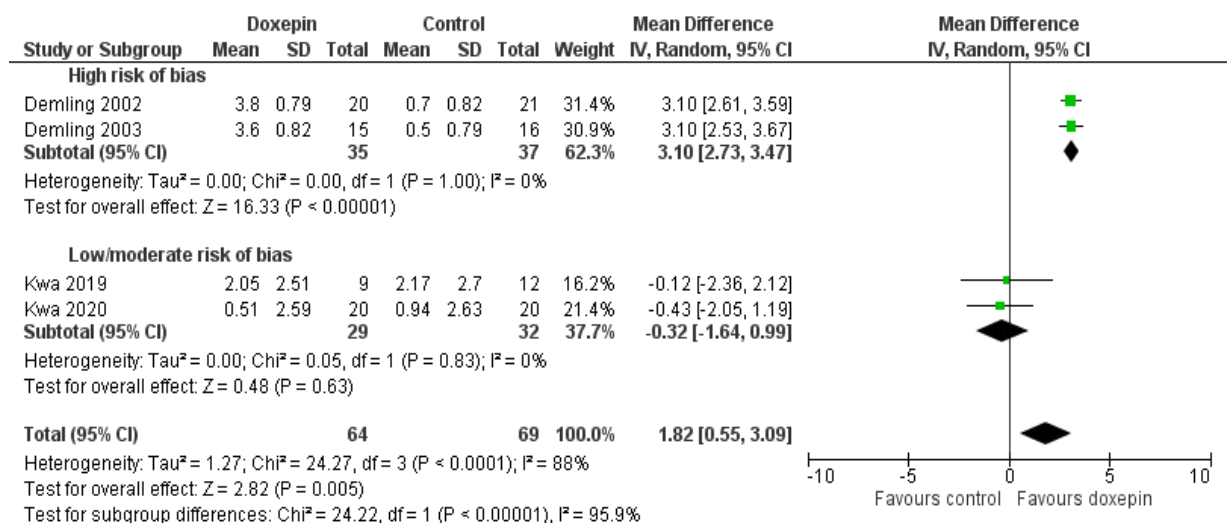 Doxepin Control Mean Difference Mean Difference
Study or Subgroup Mean SD Total Mean SD Total Weight IV, Random, 95% CI IV, Random, 95% CI
High risk of bias
Demling 2002 3.8 0.79 20 0.7 0.82 21 31.4% 3.10 [2.61, 3.59]
Demling 2003 3.6 0.82 15 0.5 0.79 16 30.9% 3.10 [2.53, 3.67]
Subtotal (95% CI) 35 37 62.3% 3.10 [2.73, 3.47]
Heterogeneity: Tau² = 0.00; Chi² = 0.00, df = 1 (P = 1.00); I² = 0%
Test for overall effect: Z = 16.33 (P < 0.00001)
Low/moderate risk of bias
Kwa 2019 2.05 2.51 9 2.17 2.7 12 16.2% -0.12 [-2.36, 2.12]
Kwa 2020 0.51 2.59 20 0.94 2.63 20 21.4% -0.43 [-2.05, 1.19]
Subtotal (95% CI) 29 32 37.7% -0.32 [-1.64, 0.99]
Heterogeneity: Tau² = 0.00; Chi² = 0.05, df = 1 (P = 0.83); I² = 0%
Test for overall effect: Z = 0.48 (P = 0.63)
Total (95% CI) 64 69 100.0% 1.82 [0.55, 3.09]
Heterogeneity: Tau² = 1.27; Chi² = 24.27, df = 3 (P < 0.0001); I² = 88%
Test for overall effect: Z = 2.82 (P = 0.005)
Test for subgroup differences: Chi² = 24.22, df = 1 (P < 0.00001), I² = 95.9%
-10 -5 0 5 10
Favours control Favours doxepin